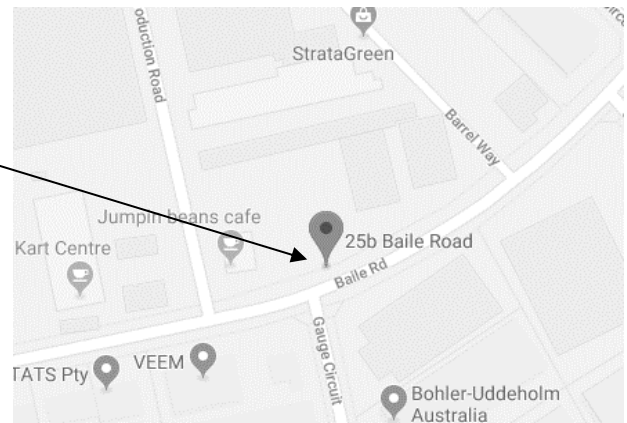 oduction Road
StrataGreen
Barrel Way
Jumpin beans cafe
Kart Centre
25b Baile Road
Baile Rd
Gauge Circuit
TATS Pty
VEEM
Bohler-Uddeholm
Australia